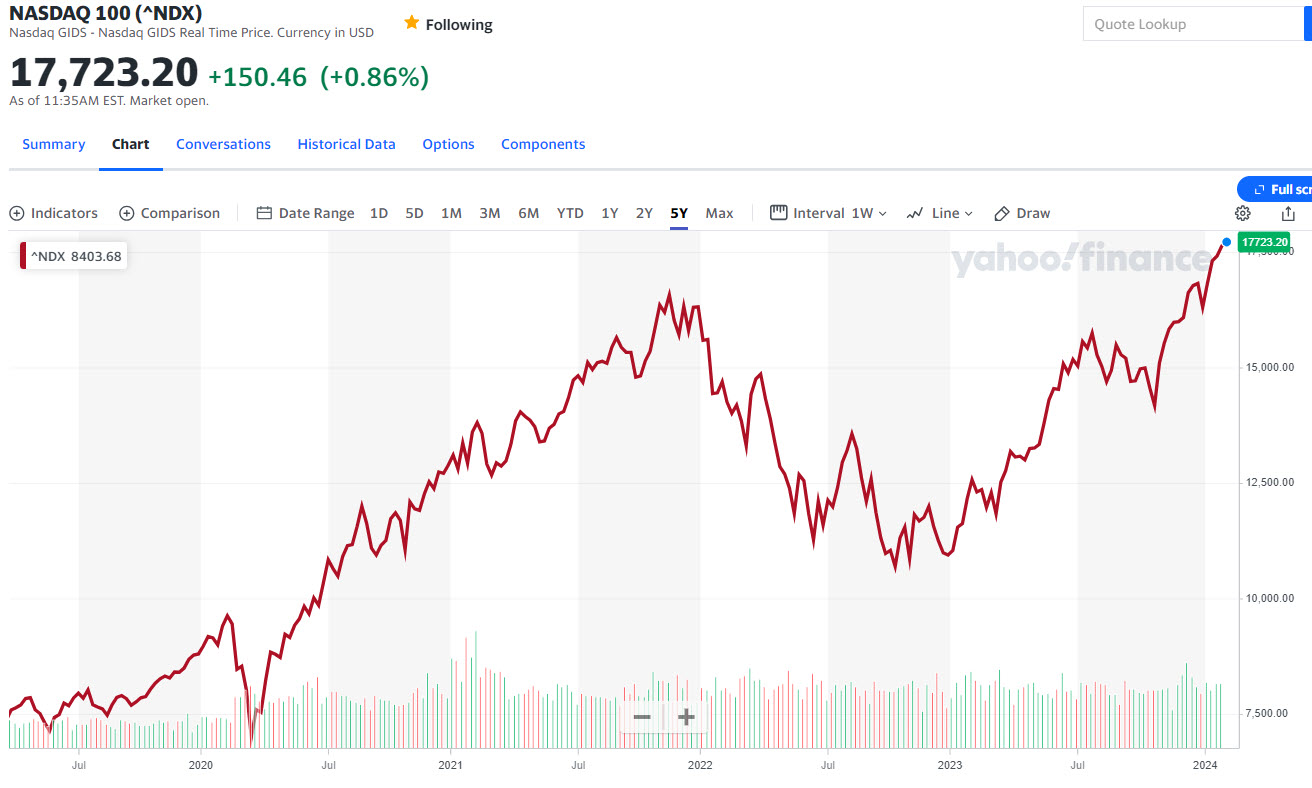 NASDAQ 100 (^NDX)
Nasdaq GIDS - Nasdaq GIDS Real Time Price. Currency in USD
Following
Quote Lookup
17,723.20 +150.46 (+0.86%)
As of 11:35AM EST. Market open.
Summary Chart Conversations Historical Data Options Components
Full scr
Indicators Comparison Date Range 1D 5D 1M 3M 6M YTD 1Y 2Y 5Y Max Interval 1W Line Draw
^NDX 8403.68
yahoo!finance
17723.20
15,000.00
12,500.00
10,000.00
7,500.00
Jul 2020 Jul 2021 Jul 2022 Jul 2023 Jul 2024